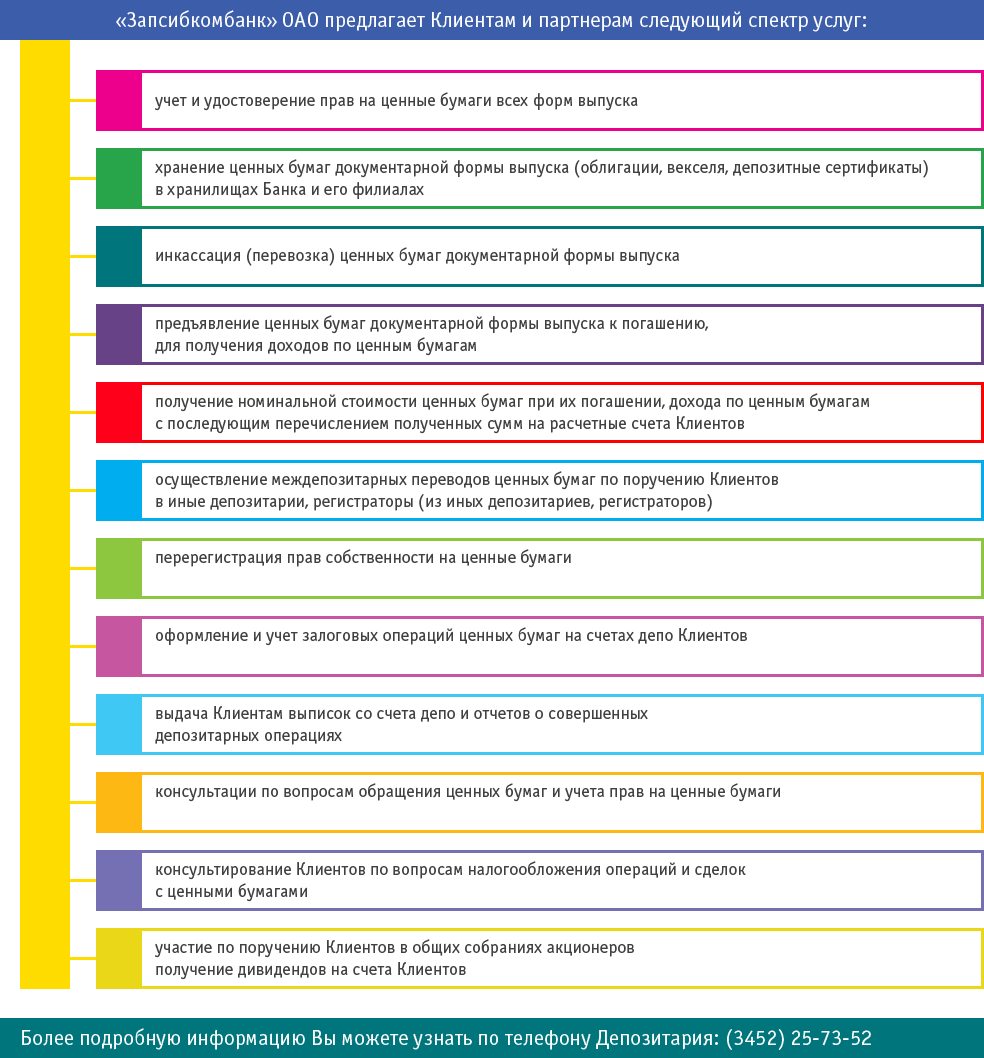 «Запсибкомбанк» ОАО предлагает Клиентам и партнерам следующий спектр услуг:
учет и удостоверение прав на ценные бумаги всех форм выпуска
хранение ценных бумаг документарной формы выпуска (облигации, векселя, депозитные сертификаты)
в хранилищах Банка и его филиалах
инкассация (перевозка) ценных бумаг документарной формы выпуска
предъявление ценных бумаг документарной формы выпуска к погашению,
для получения доходов по ценным бумагам
получение номинальной стоимости ценных бумаг при их погашении, дохода по ценным бумагам
с последующим перечислением полученных сумм на расчетные счета Клиентов
осуществление междепозитарных переводов ценных бумаг по поручению Клиентов
в иные депозитарии, регистраторы (из иных депозитариев, регистраторов)
перерегистрация прав собственности на ценные бумаги
оформление и учет залоговых операций ценных бумаг на счетах депо Клиентов
выдача Клиентам выписок со счета депо и отчетов о совершенных
депозитарных операциях
консультации по вопросам обращения ценных бумаг и учета прав на ценные бумаги
консультирование Клиентов по вопросам налогообложения операций и сделок
с ценными бумагами
участие по поручению Клиентов в общих собраниях акционеров
получение дивидендов на счета Клиентов
Более подробную информацию Вы можете узнать по телефону Депозитария: (3452) 25-73-52